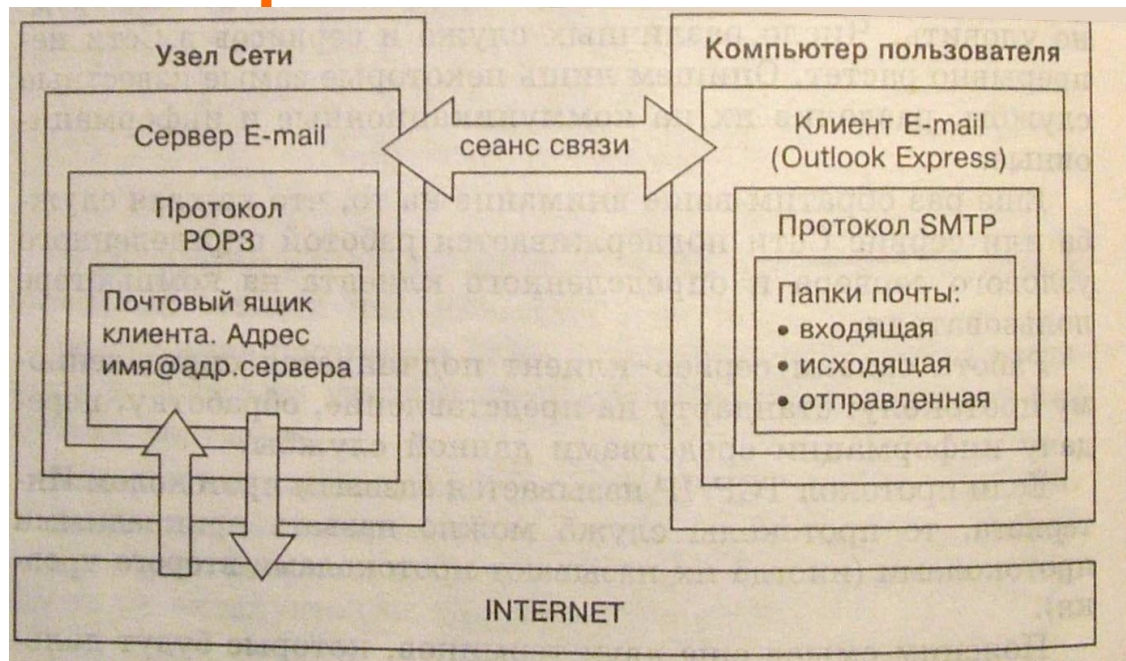 Узел Сети
Сервер E-mail
Протокол
POP3
Почтовый ящик
клиента. Адрес
имя@адр.сервера
сеанс связи
Компьютер пользователя
Клиент E-mail
(Outlook Express)
Протокол SMTP
Папки почты:
• входящая
• исходящая
• отправленная
INTERNET